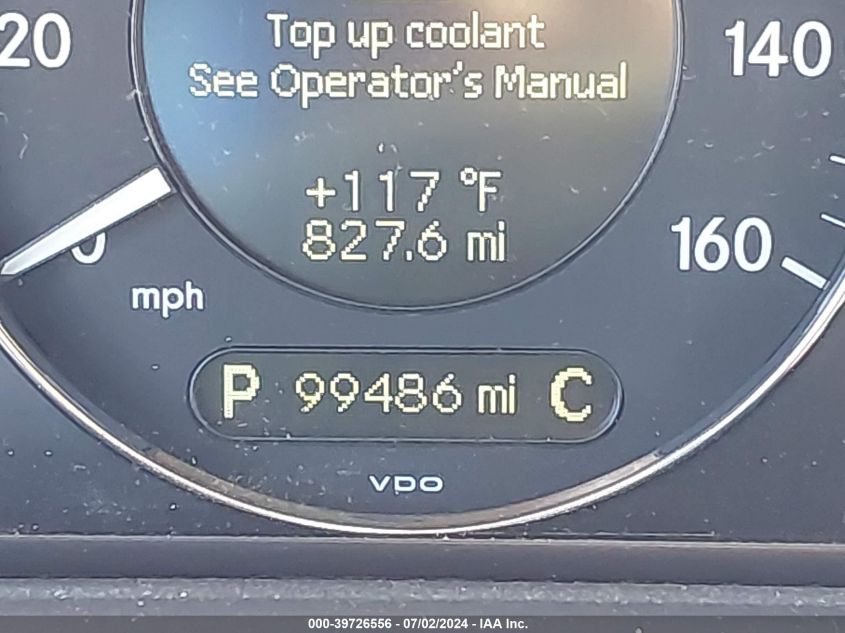 Top up coolant
See Operator's Manual
20
140
+117 °F
827.6 mi
0
160
mph
P 99486 mi C
VDO
000-39726556 - 07/02/2024 - IAA Inc.